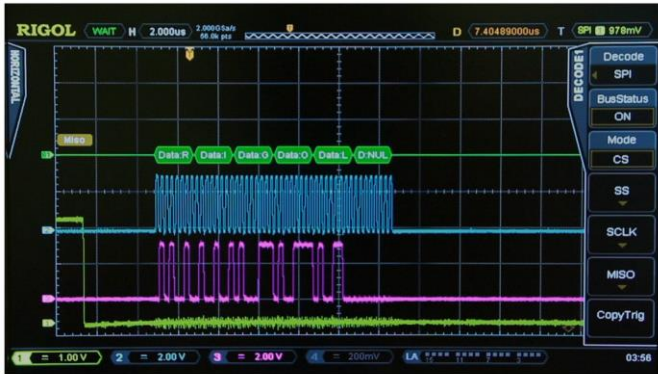 RIGOL WAIT H 2.000us 2.000GSa/s 66.8k pts D 7.40489000us T SPI 978mV
HORIZONTAL
DECODE1
Decode
SPI
BusStatus
ON
Mode
CS
SS
SCLK
MISO
CopyTrig
Miso
Data:R Data:I Data:G Data:O Data:L D:NUL
1 = 1.00 V 2 = 2.00 V 3 = 2.00 V 4 = 200mV LA 03:56